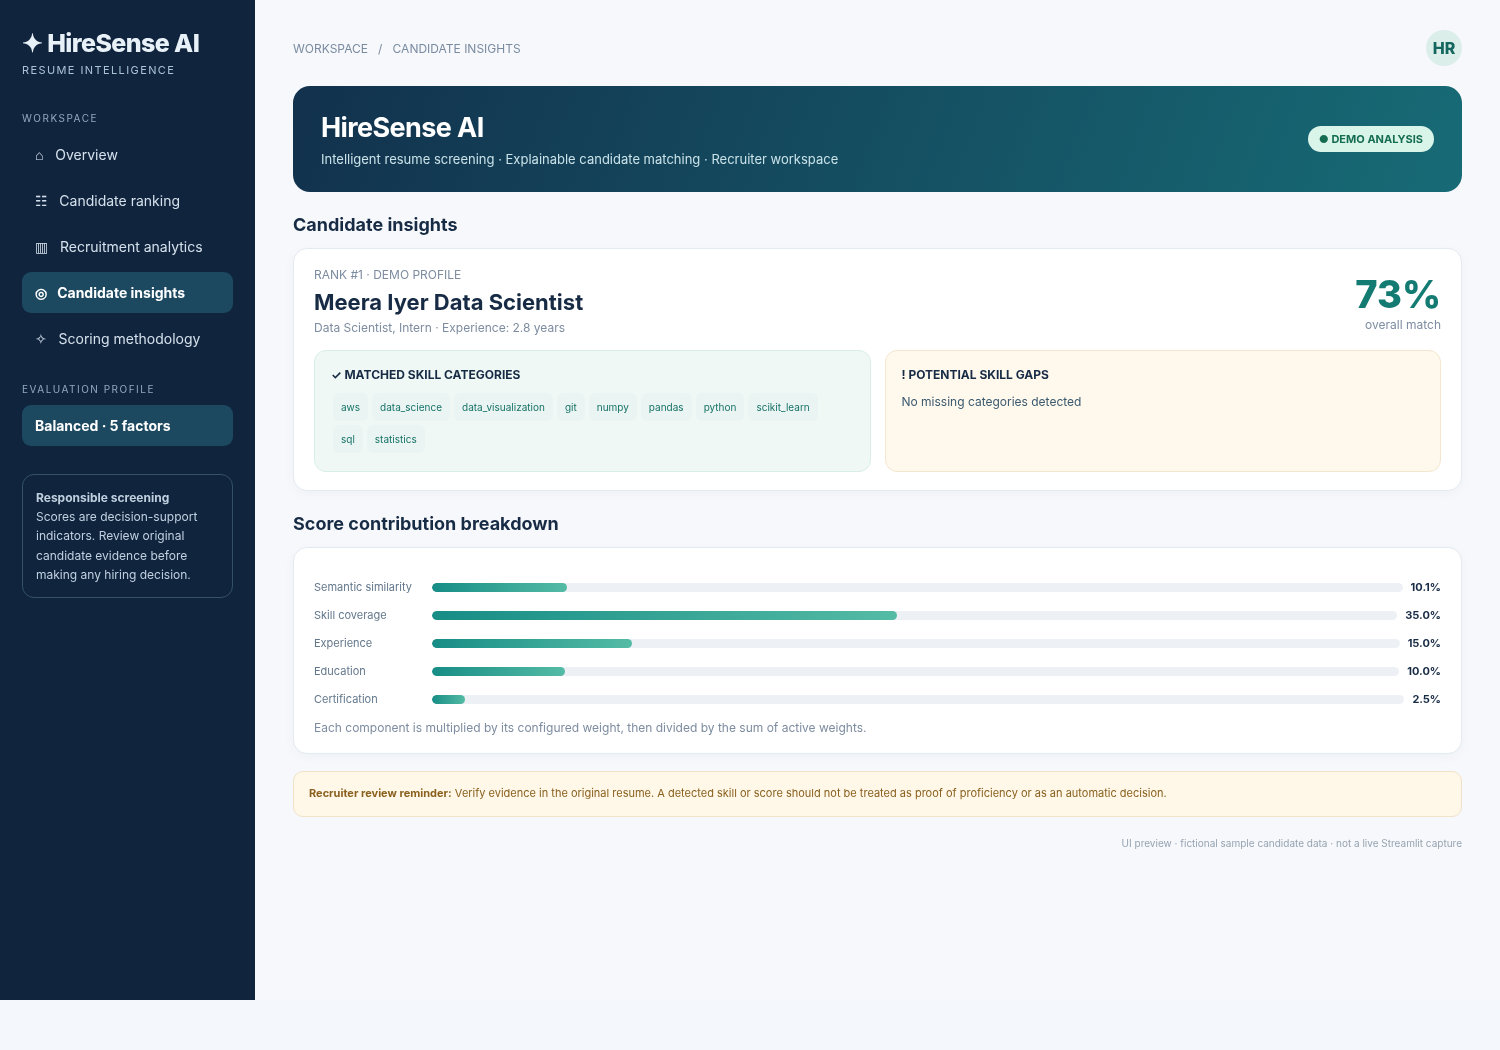 ✦ HireSense AI
RESUME INTELLIGENCE
WORKSPACE
Overview
Candidate ranking
Recruitment analytics
Candidate insights
Scoring methodology
EVALUATION PROFILE
Balanced · 5 factors
Responsible screening
Scores are decision-support
indicators. Review original
candidate evidence before
making any hiring decision.
WORKSPACE / CANDIDATE INSIGHTS
HR
HireSense AI
Intelligent resume screening · Explainable candidate matching · Recruiter workspace
● DEMO ANALYSIS
Candidate insights
RANK #1 · DEMO PROFILE
Meera Iyer Data Scientist
Data Scientist, Intern · Experience: 2.8 years
73%
overall match
✓ MATCHED SKILL CATEGORIES
aws data_science data_visualization git numpy pandas python scikit_learn
sql statistics
! POTENTIAL SKILL GAPS
No missing categories detected
Score contribution breakdown
Semantic similarity 10.1%
Skill coverage 35.0%
Experience 15.0%
Education 10.0%
Certification 2.5%
Each component is multiplied by its configured weight, then divided by the sum of active weights.
Recruiter review reminder: Verify evidence in the original resume. A detected skill or score should not be treated as proof of proficiency or as an automatic decision.
UI preview · fictional sample candidate data · not a live Streamlit capture